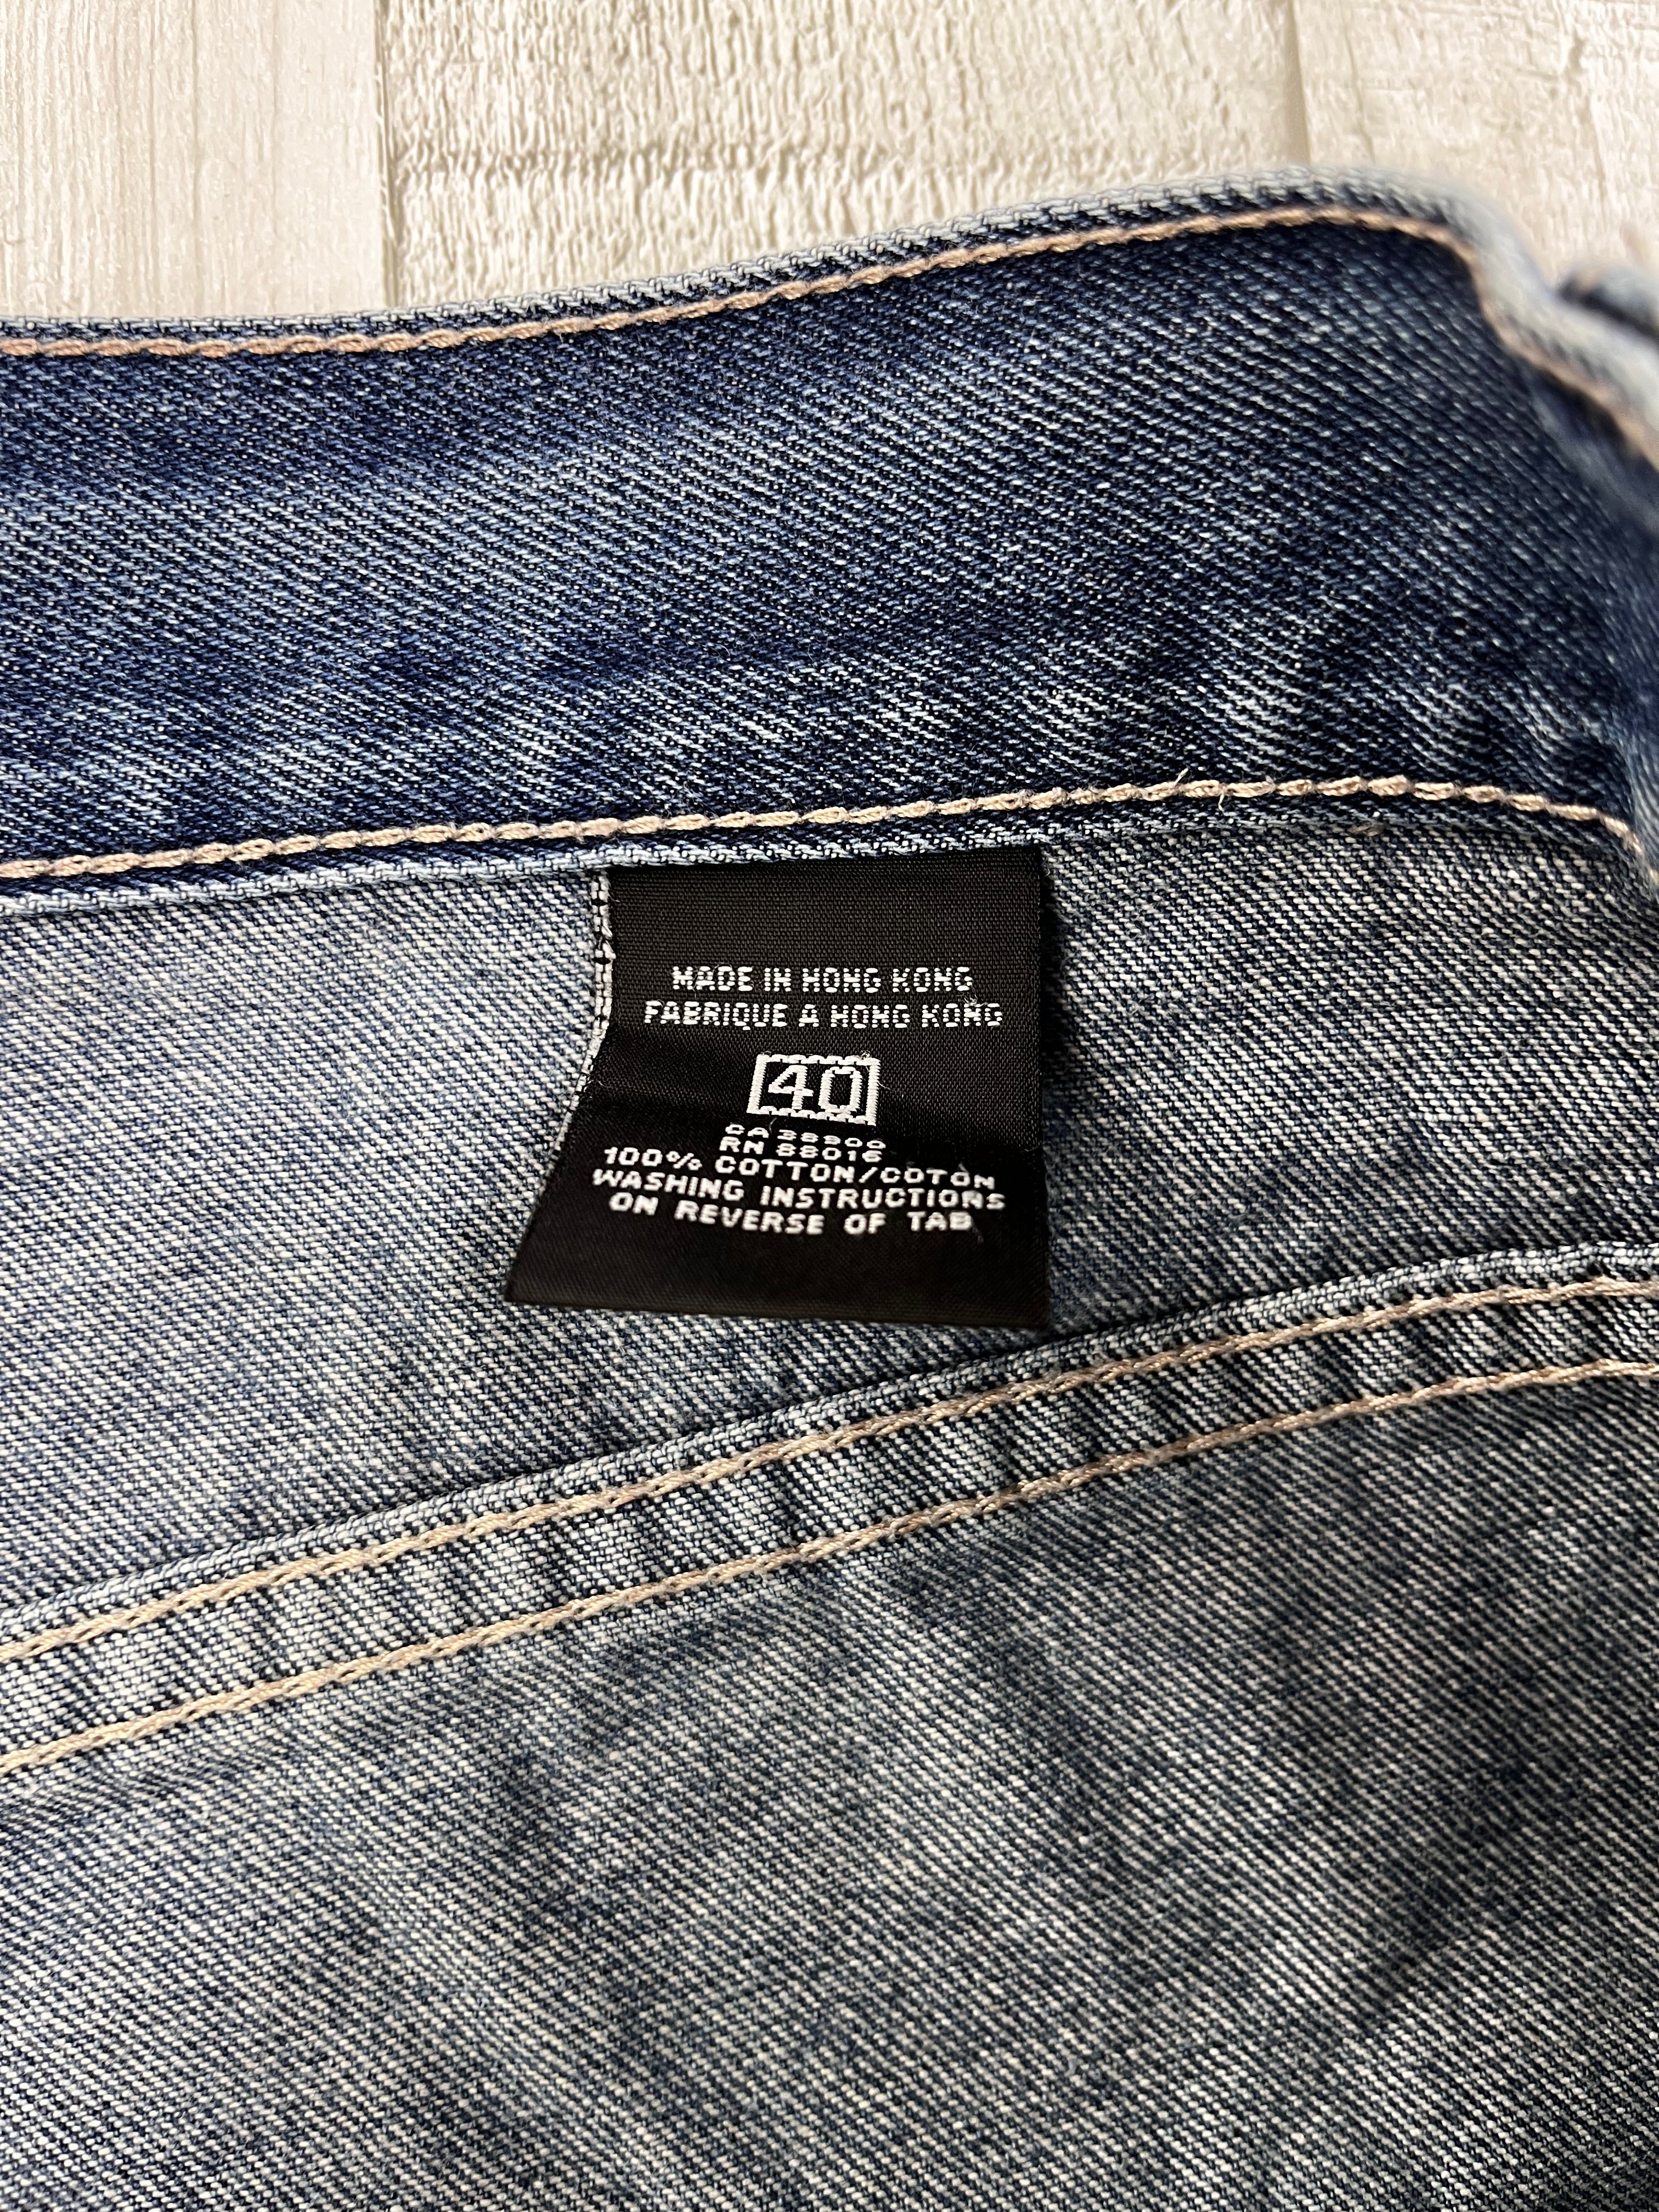 MADE IN HONG KONG
FABRIQUE A HONG KONG
40
CA 38900
RN 88016
100% COTTON/COTON
WASHING INSTRUCTIONS
ON REVERSE OF TAB